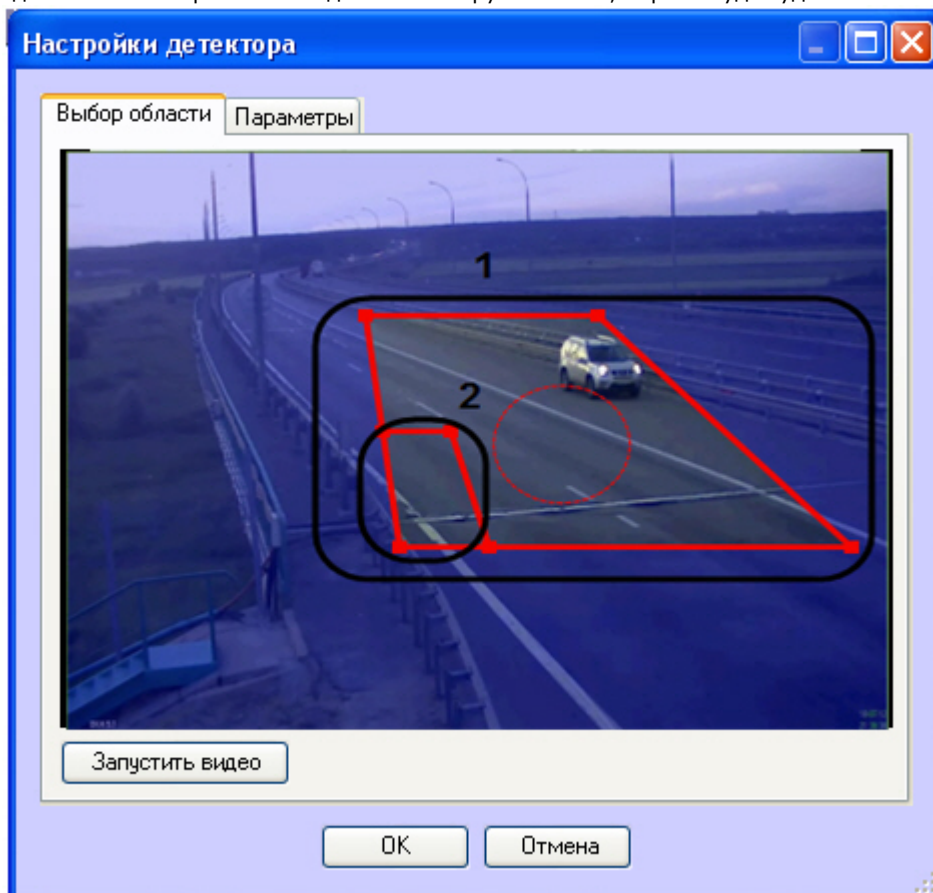 Настройки детектора
Выбор области
Параметры
1
2
Запустить видео
OK
Отмена